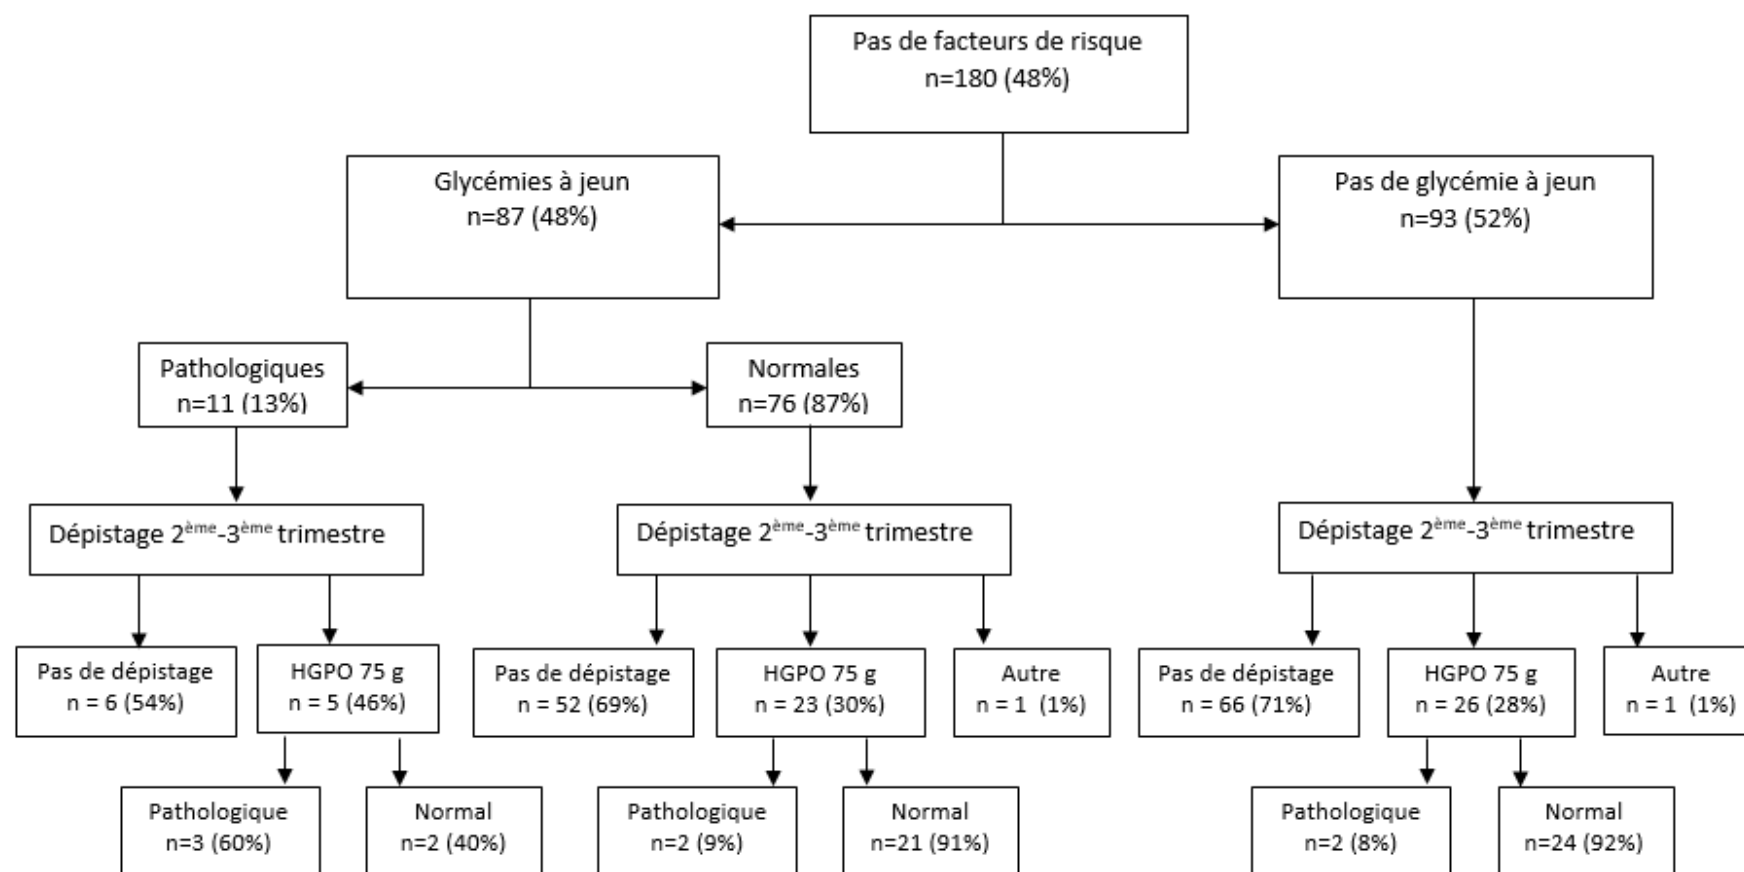 Pas de facteurs de risque
n=180 (48%)
Glycémies à jeun
n=87 (48%)
Pas de glycémie à jeun
n=93 (52%)
Pathologiques
n=11 (13%)
Normales
n=76 (87%)
Dépistage 2ème-3ème trimestre
Dépistage 2ème-3ème trimestre
Dépistage 2ème-3ème trimestre
Pas de dépistage
n = 6 (54%)
HGPO 75 g
n = 5 (46%)
Pas de dépistage
n = 52 (69%)
HGPO 75 g
n = 23 (30%)
Autre
n = 1 (1%)
Pas de dépistage
n = 66 (71%)
HGPO 75 g
n = 26 (28%)
Autre
n = 1 (1%)
Pathologique
n=3 (60%)
Normal
n=2 (40%)
Pathologique
n=2 (9%)
Normal
n=21 (91%)
Pathologique
n=2 (8%)
Normal
n=24 (92%)